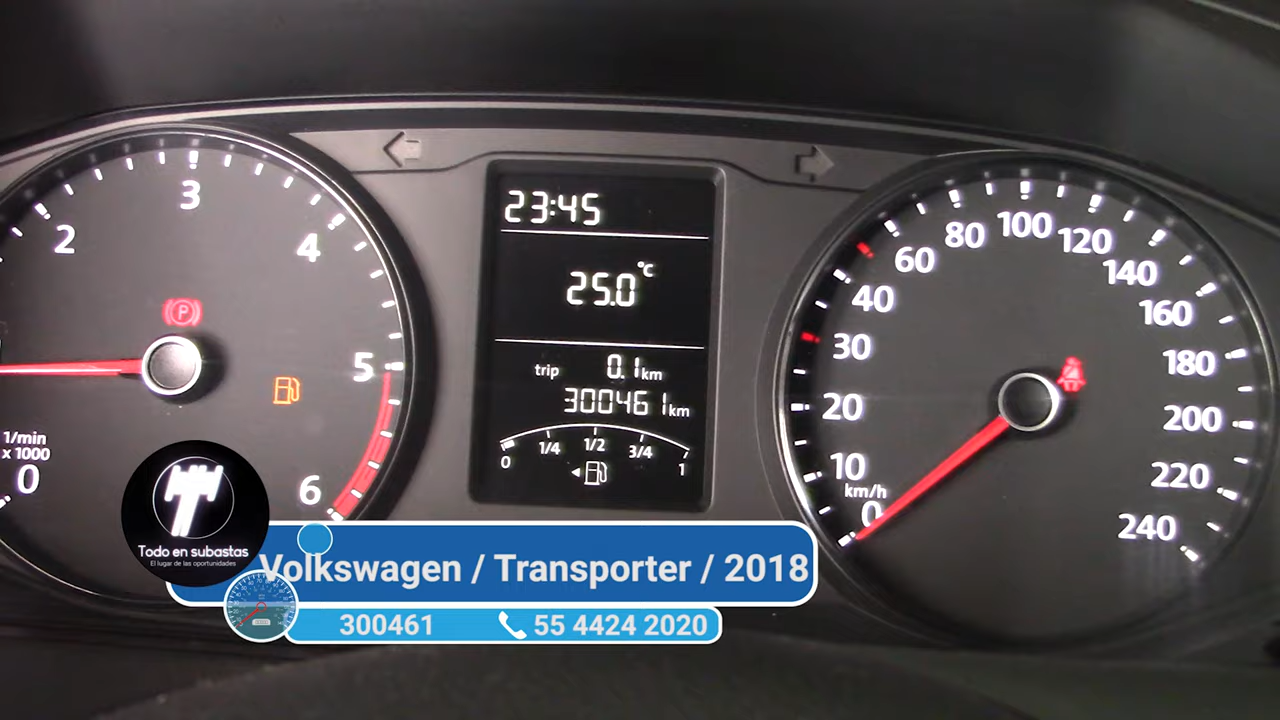 23:45
25.0 °C
trip 0.1 km
300461 km
0 1/4 1/2 3/4 1
0 2 3 4 5 6
1/min
x 1000
P
0 10 20 30 40 60 80 100 120 140 160 180 200 220 240
km/h
Todo en subastas
El lugar de las oportunidades
Volkswagen / Transporter / 2018
300461 55 4424 2020